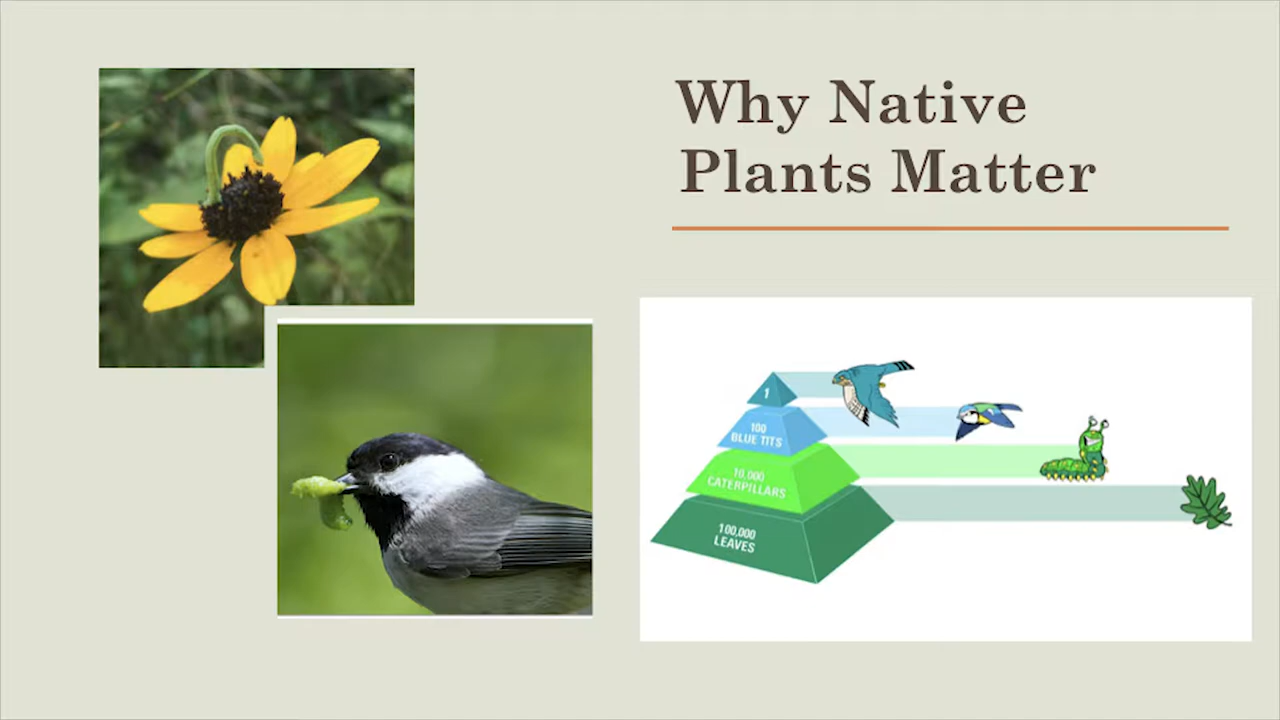 Why Native
Plants Matter
1
100
BLUE TITS
10,000
CATERPILLARS
100,000
LEAVES